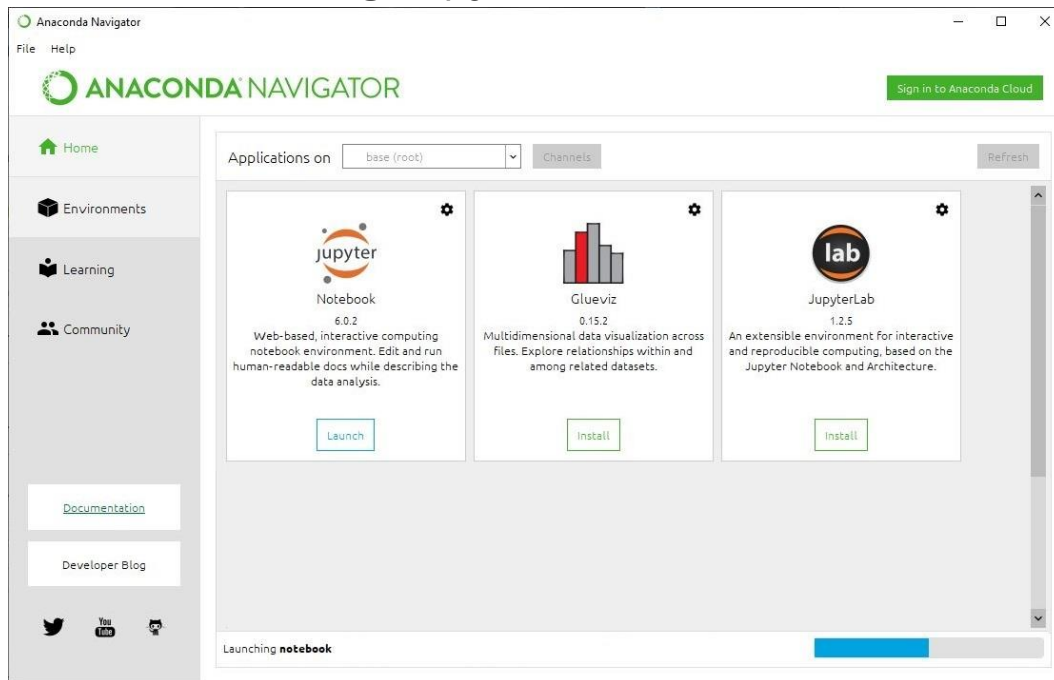 Anaconda Navigator
File Help
ANACONDA NAVIGATOR
Sign in to Anaconda Cloud
Home
Environments
Learning
Community
Documentation
Developer Blog
You
Tube
Applications on base (root) Channels Refresh
jupyter
Notebook
6.0.2
Web-based, interactive computing
notebook environment. Edit and run
human-readable docs while describing the
data analysis.
Launch
Glueviz
0.15.2
Multidimensional data visualization across
files. Explore relationships within and
among related datasets.
Install
lab
JupyterLab
1.2.5
An extensible environment for interactive
and reproducible computing, based on the
Jupyter Notebook and Architecture.
Install
Launching notebook